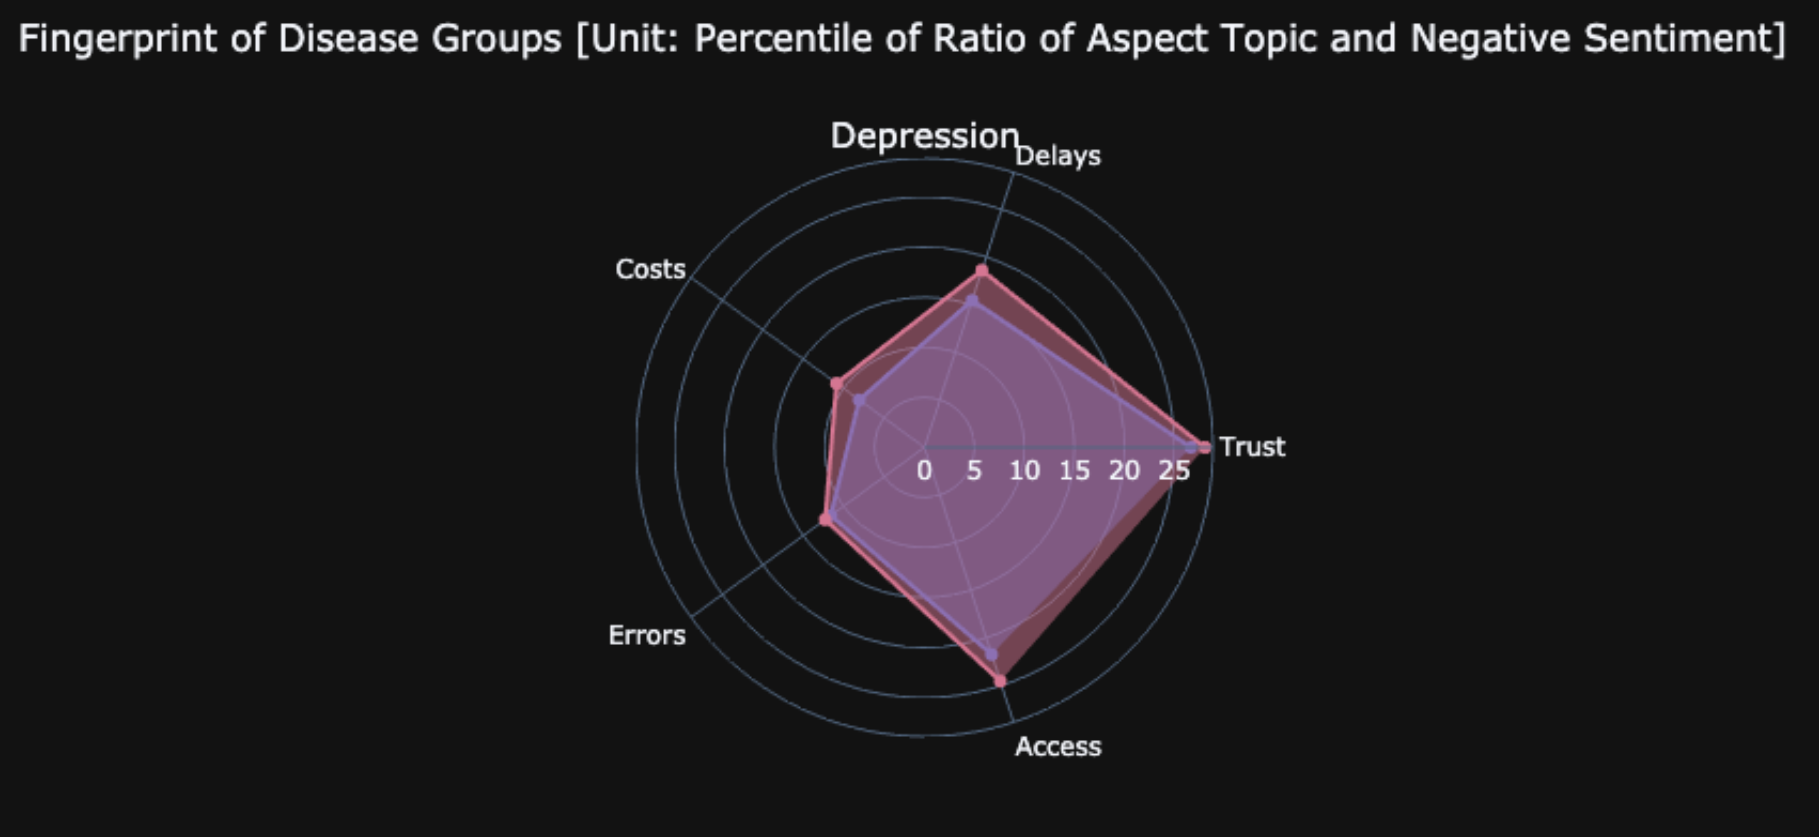 Fingerprint of Disease Groups [Unit: Percentile of Ratio of Aspect Topic and Negative Sentiment]
Depression
Delays
Costs
Trust
0 5 10 15 20 25
Errors
Access